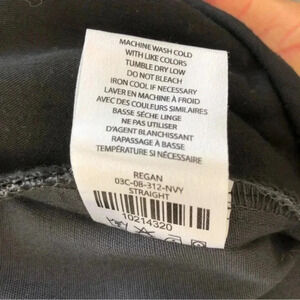 MACHINE WASH COLD
WITH LIKE COLORS
TUMBLE DRY LOW
DO NOT BLEACH
IRON COOL IF NECESSARY
LAVER EN MACHINE À FROID
AVEC DES COULEURS SIMILAIRES
BASSE SÈCHE LINGE
NE PAS UTILISER
D'AGENT BLANCHISSANT
RAPASSAGE À BASSE
TEMPÉRATURE SI NÉCESSAIRE
REGAN
03C-08-312-NVY
STRAIGHT
10214320